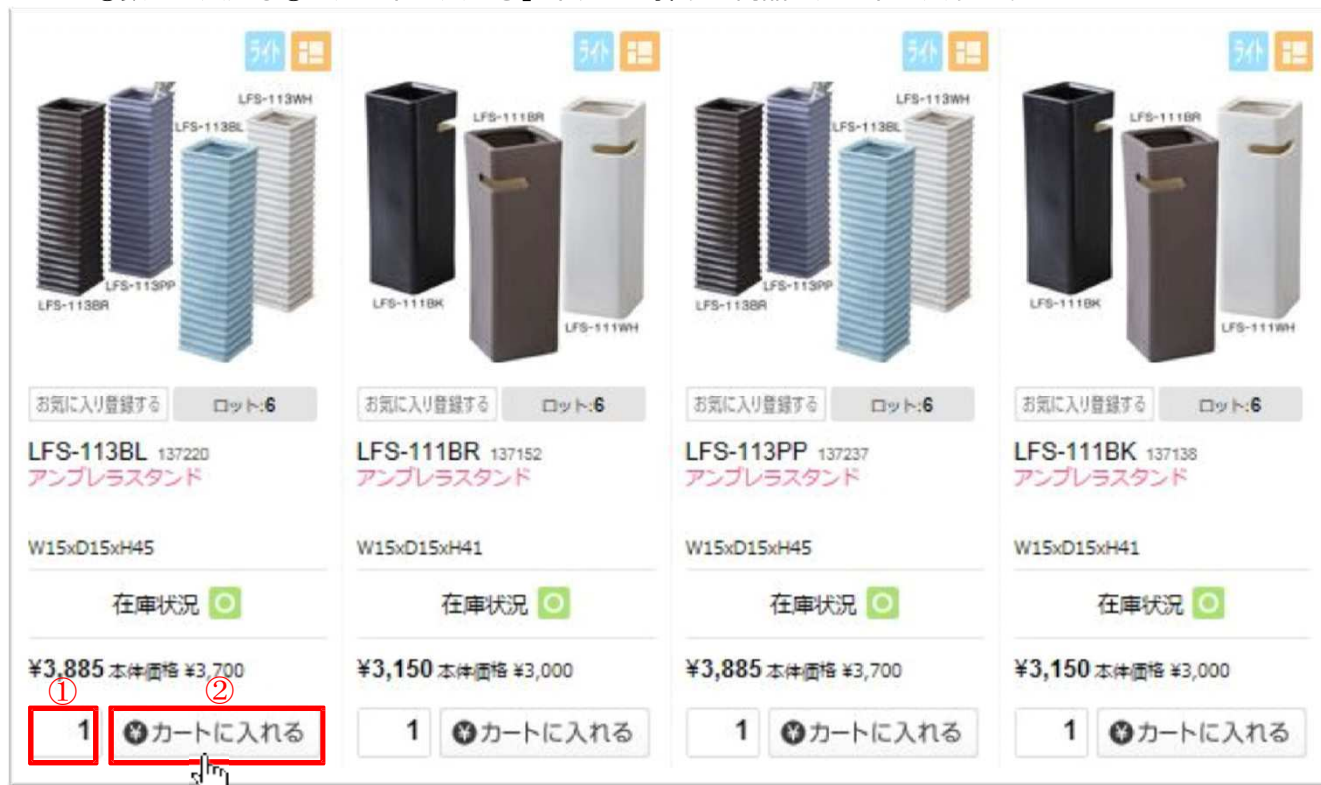 ライト
LFS-113WH
LFS-113BL
LFS-113PP
LFS-113BR
お気に入り登録する ロット:6
LFS-113BL 137220
アンブレラスタンド
W15xD15xH45
在庫状況
¥3,885 本体価格 ¥3,700
① ②
1 カートに入れる
ライト
LFS-111BR
LFS-111BK
LFS-111WH
お気に入り登録する ロット:6
LFS-111BR 137152
アンブレラスタンド
W15xD15xH41
在庫状況
¥3,150 本体価格 ¥3,000
1 カートに入れる
ライト
LFS-113WH
LFS-113BL
LFS-113PP
LFS-113BR
お気に入り登録する ロット:6
LFS-113PP 137237
アンブレラスタンド
W15xD15xH45
在庫状況
¥3,885 本体価格 ¥3,700
1 カートに入れる
ライト
LFS-111BR
LFS-111BK
LFS-111WH
お気に入り登録する ロット:6
LFS-111BK 137138
アンブレラスタンド
W15xD15xH41
在庫状況
¥3,150 本体価格 ¥3,000
1 カートに入れる